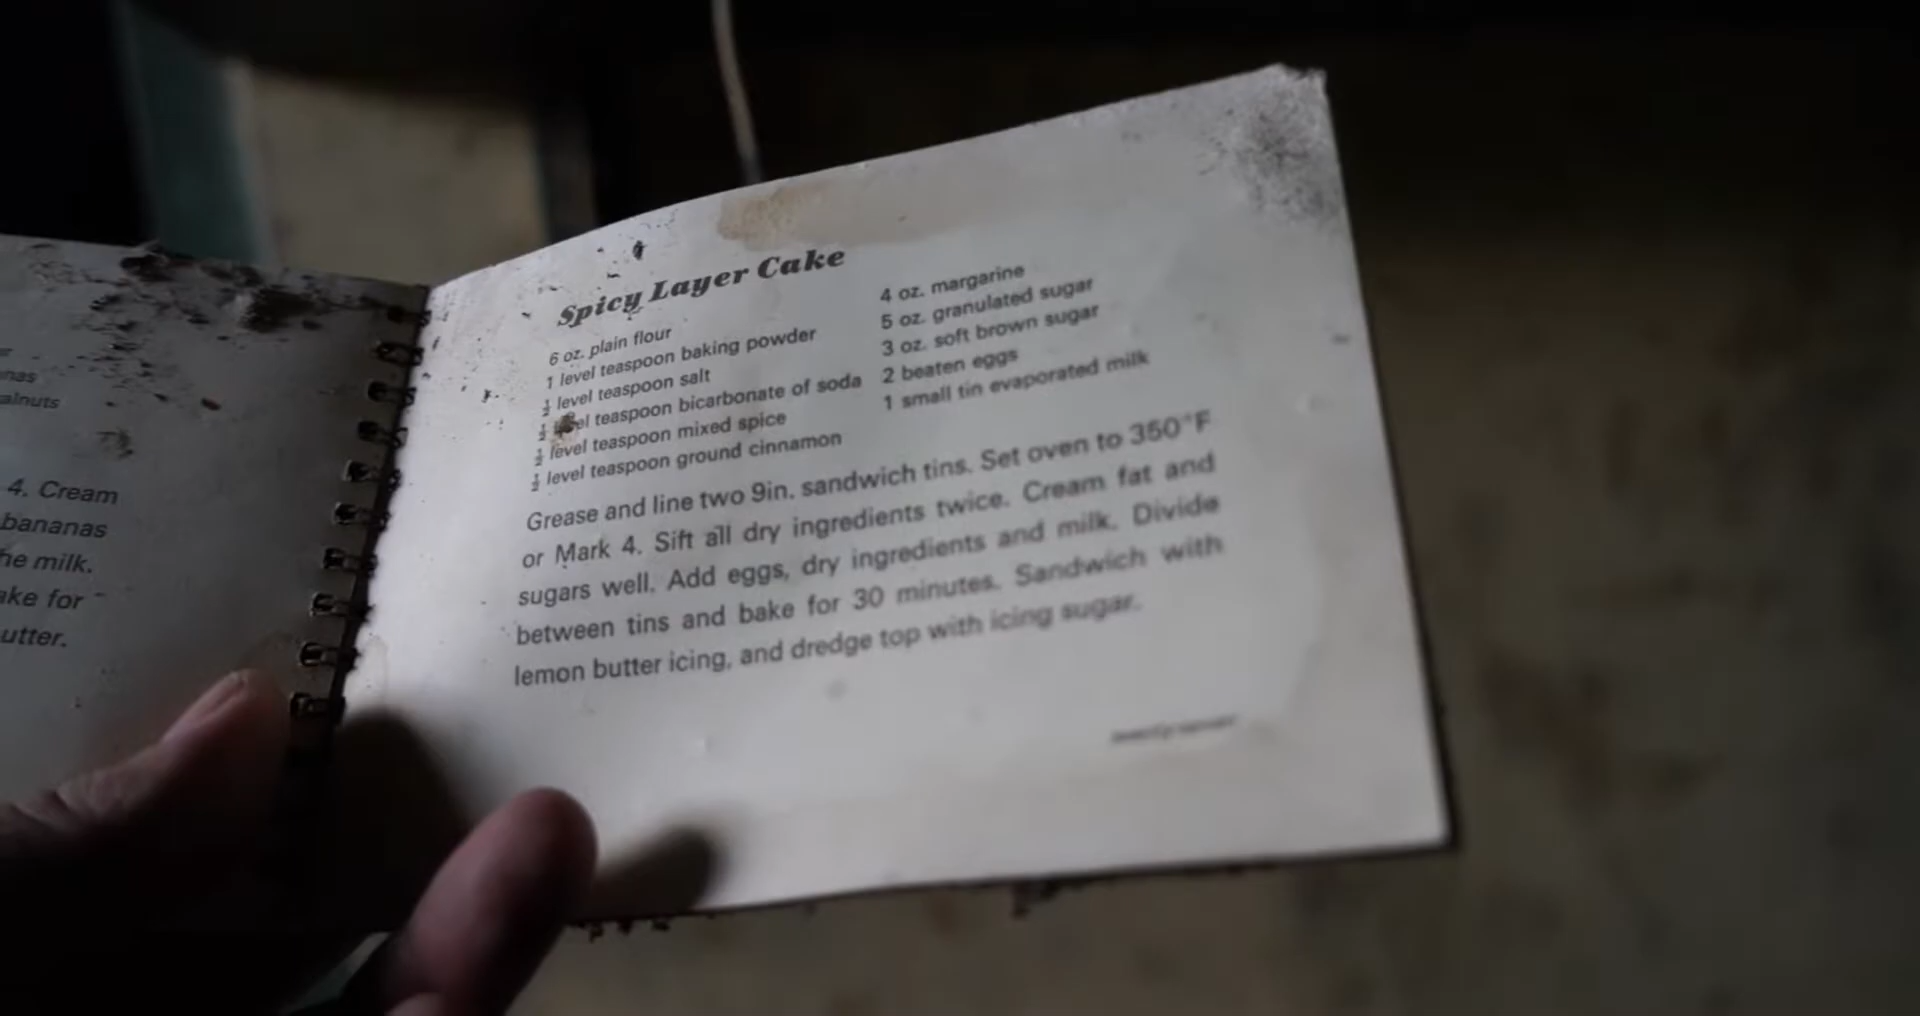 nas
alnuts
4. Cream
bananas
he milk.
ake for
utter.
Spicy Layer Cake
6 oz. plain flour
1 level teaspoon baking powder
½ level teaspoon salt
½ level teaspoon bicarbonate of soda
½ level teaspoon mixed spice
½ level teaspoon ground cinnamon
4 oz. margarine
5 oz. granulated sugar
3 oz. soft brown sugar
2 beaten eggs
1 small tin evaporated milk
Grease and line two 9in. sandwich tins. Set oven to 350°F
or Mark 4. Sift all dry ingredients twice. Cream fat and
sugars well. Add eggs, dry ingredients and milk. Divide
between tins and bake for 30 minutes. Sandwich with
lemon butter icing, and dredge top with icing sugar.